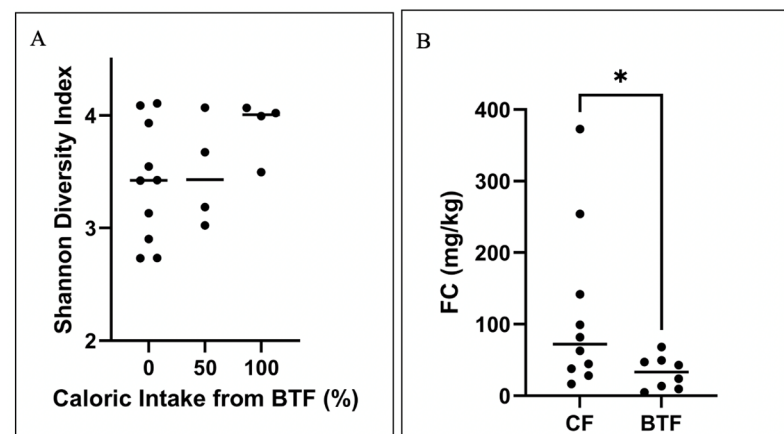 A
Shannon Diversity Index
4
3
2
0 50 100
Caloric Intake from BTF (%)
B
*
FC (mg/kg)
400
300
200
100
0
CF BTF